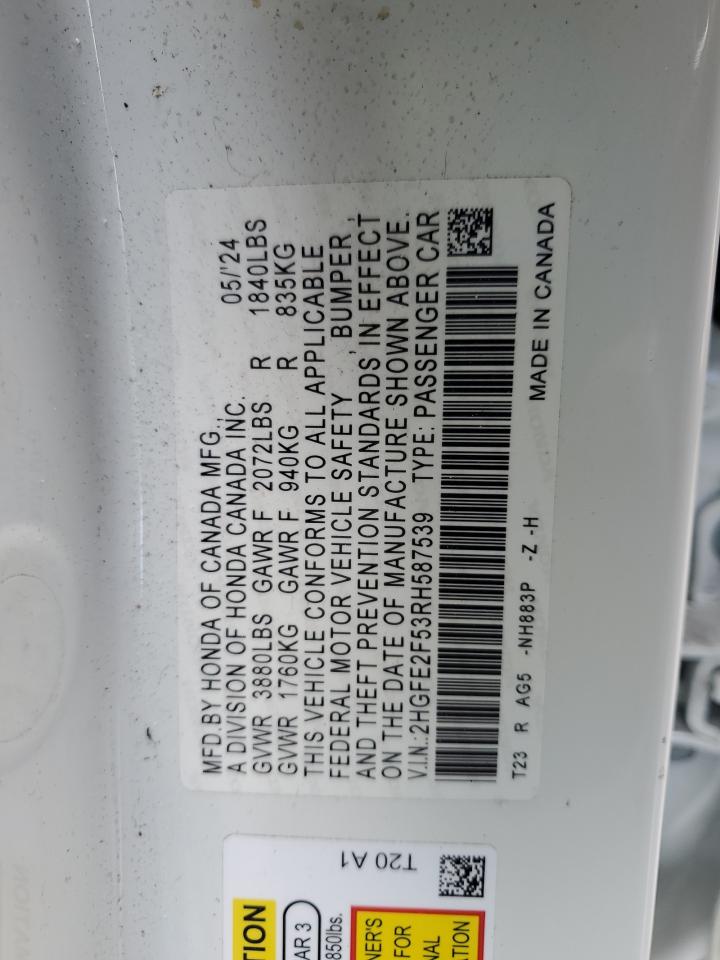 MFD.BY HONDA OF CANADA MFG., 05/'24
A DIVISION OF HONDA CANADA INC.
GVWR 3880LBS GAWR F 2072LBS R 1840LBS
GVWR 1760KG GAWR F 940KG R 835KG
THIS VEHICLE CONFORMS TO ALL APPLICABLE
FEDERAL MOTOR VEHICLE SAFETY , BUMPER ,
AND THEFT PREVENTION STANDARDS, IN EFFECT
ON THE DATE OF MANUFACTURE SHOWN ABOVE.
V.I.N.:2HGFE2F53RH587539 TYPE: PASSENGER CAR
T23 R AG5 -NH883P -Z -H
MADE IN CANADA
T20 A1
TION
AR 3
850lbs.
NER'S
FOR
NAL
ATION